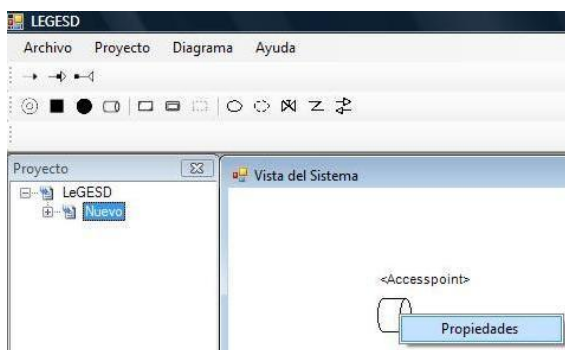 LEGESD
Archivo Proyecto Diagrama Ayuda
Proyecto
Vista del Sistema
LeGESD
Nuevo
<Accesspoint>
Propiedades